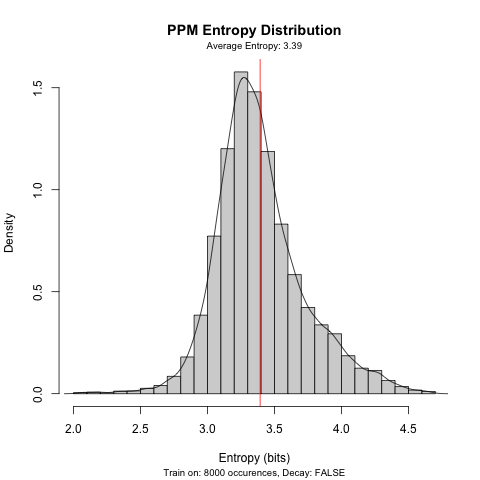 PPM Entropy Distribution
Average Entropy: 3.39
1.5
1.0
0.5
0.0
Density
2.0 2.5 3.0 3.5 4.0 4.5
Entropy (bits)
Train on: 8000 occurences, Decay: FALSE